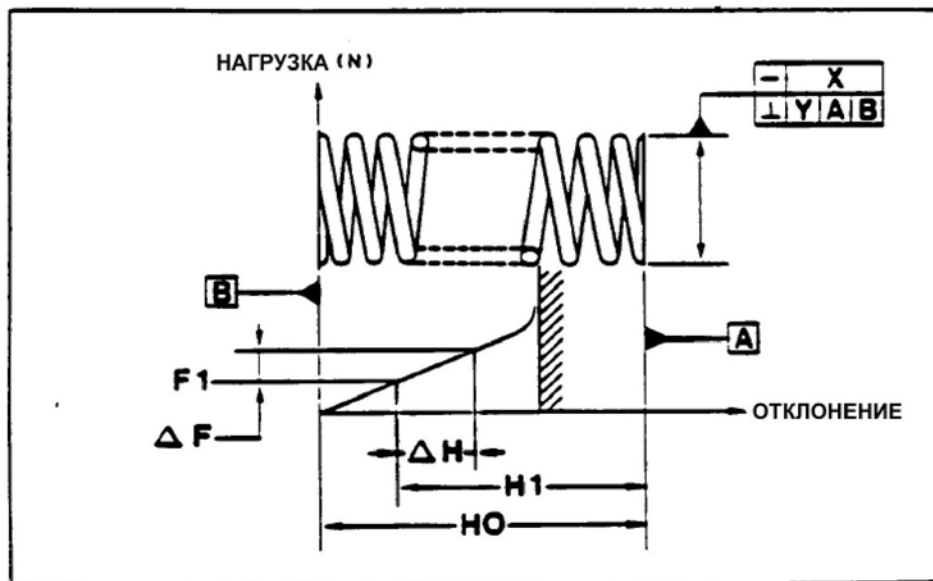 НАГРУЗКА (N)
– X
⊥ Y A B
B
A
F1
ΔF
ОТКЛОНЕНИЕ
ΔH
H1
HO